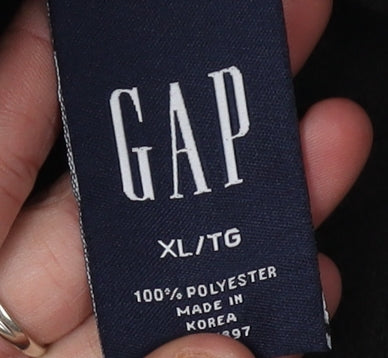 GAP
XL/TG
100% POLYESTER
MADE IN
KOREA